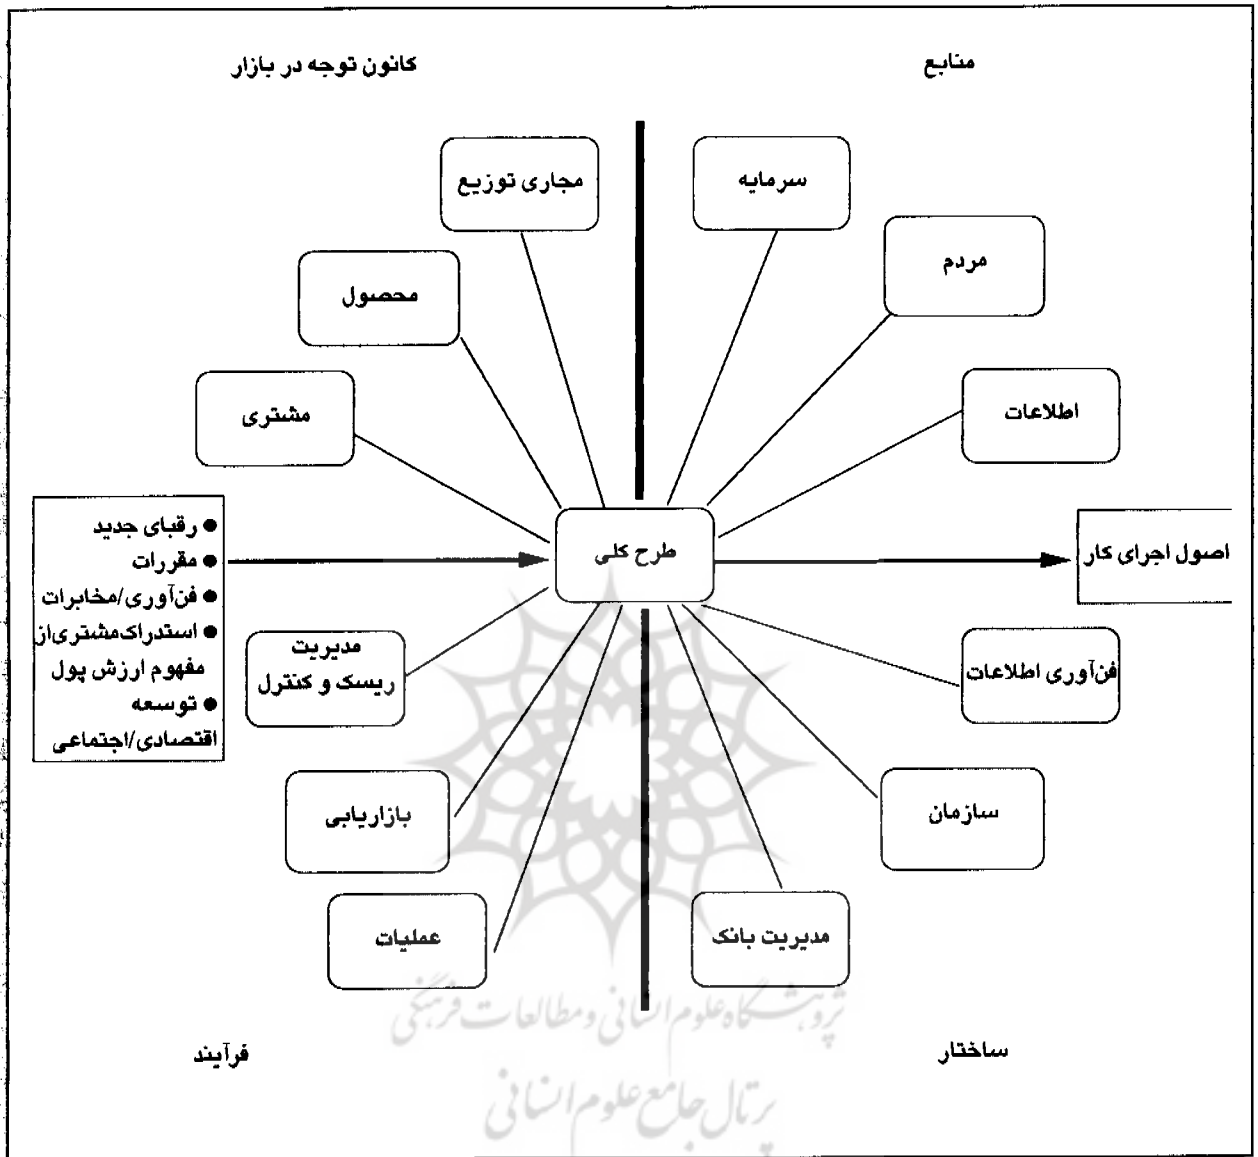 منابع
کانون توجه در بازار
سرمایه
مجاری توزیع
مردم
محصول
اطلاعات
مشتری
اصول اجرای کار
طرح کلی
● رقبای جدید
● مقررات
● فن‌آوری/مخابرات
● استدراک‌مشتری‌از
مفهوم ارزش پول
● توسعه
اقتصادی/اجتماعی
فن‌آوری اطلاعات
مدیریت
ریسک و کنترل
سازمان
بازاریابی
مدیریت بانک
عملیات
ساختار
فرآیند
پژوهشگاه علوم انسانی و مطالعات فرهنگی
پرتال جامع علوم انسانی